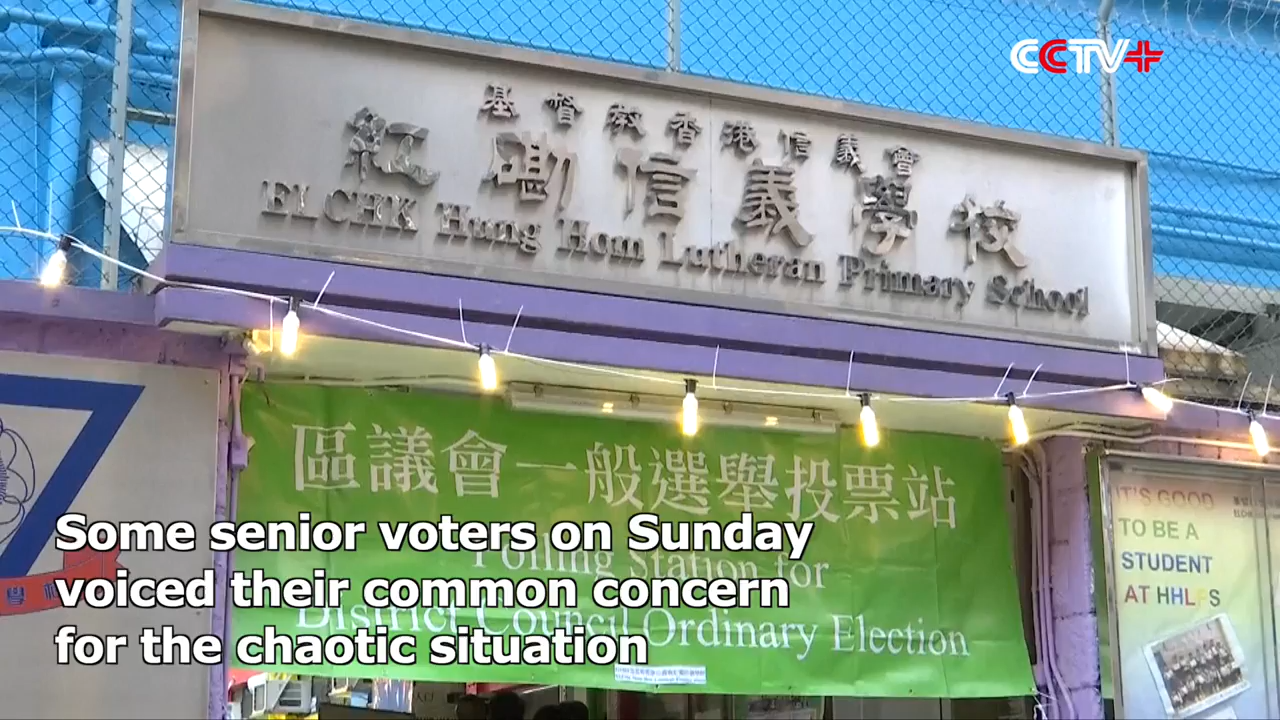 CCTV+
基督教香港信義會
紅磡信義學校
ELCHK Hung Hom Lutheran Primary School
區議會一般選舉投票站
Polling Station for
District Council Ordinary Election
IT'S GOOD
TO BE A
STUDENT
AT HHLPS
Some senior voters on Sunday
voiced their common concern
for the chaotic situation